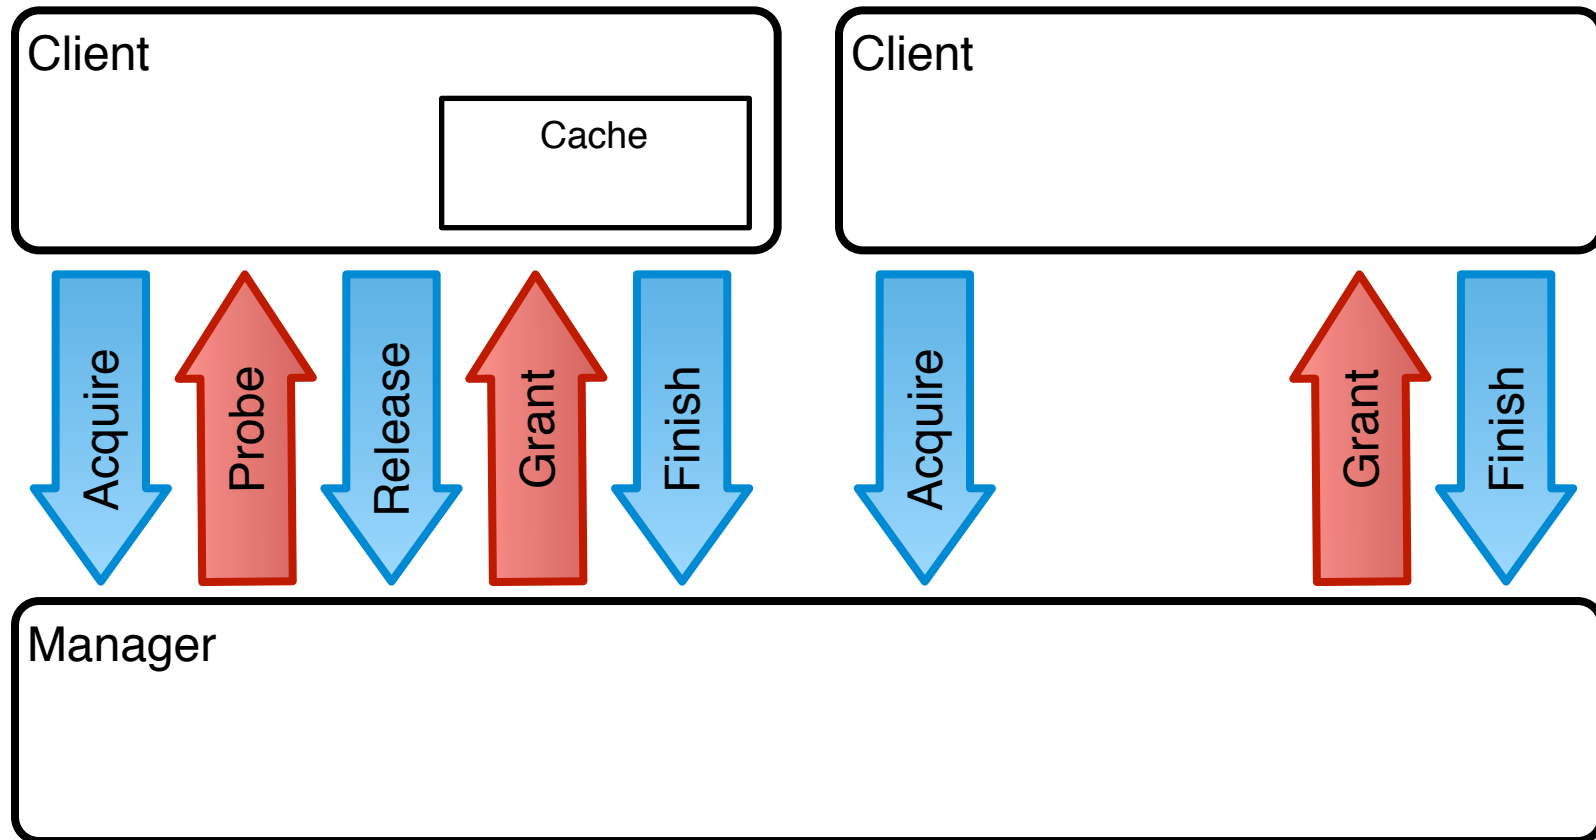 Client
Client
Cache
Acquire
Probe
Release
Grant
Finish
Acquire
Grant
Finish
Manager